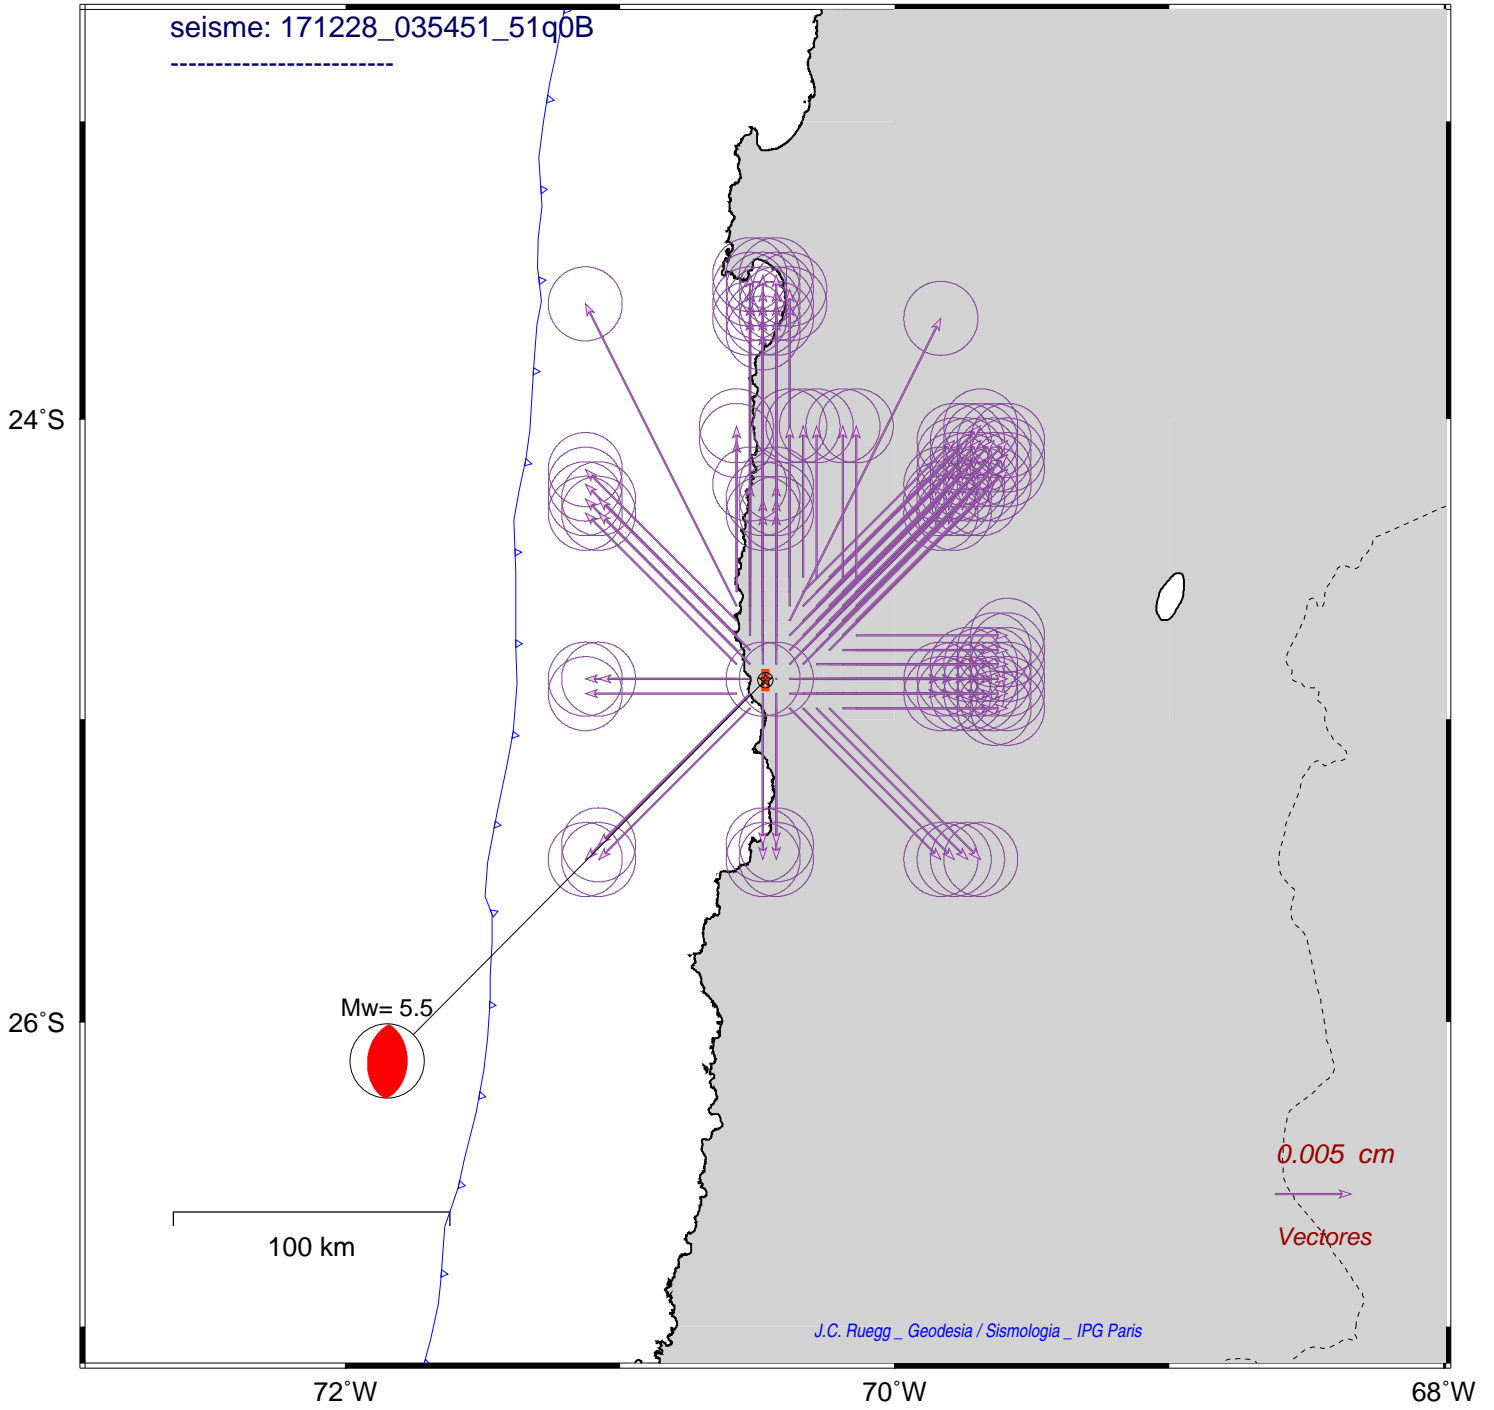 seisme: 171228_035451_51q0B
-------------------------
24°S
26°S
Mw= 5.5
0.005 cm
Vectores
100 km
J.C. Ruegg _ Geodesia / Sismologia _ IPG Paris
72°W
70°W
68°W